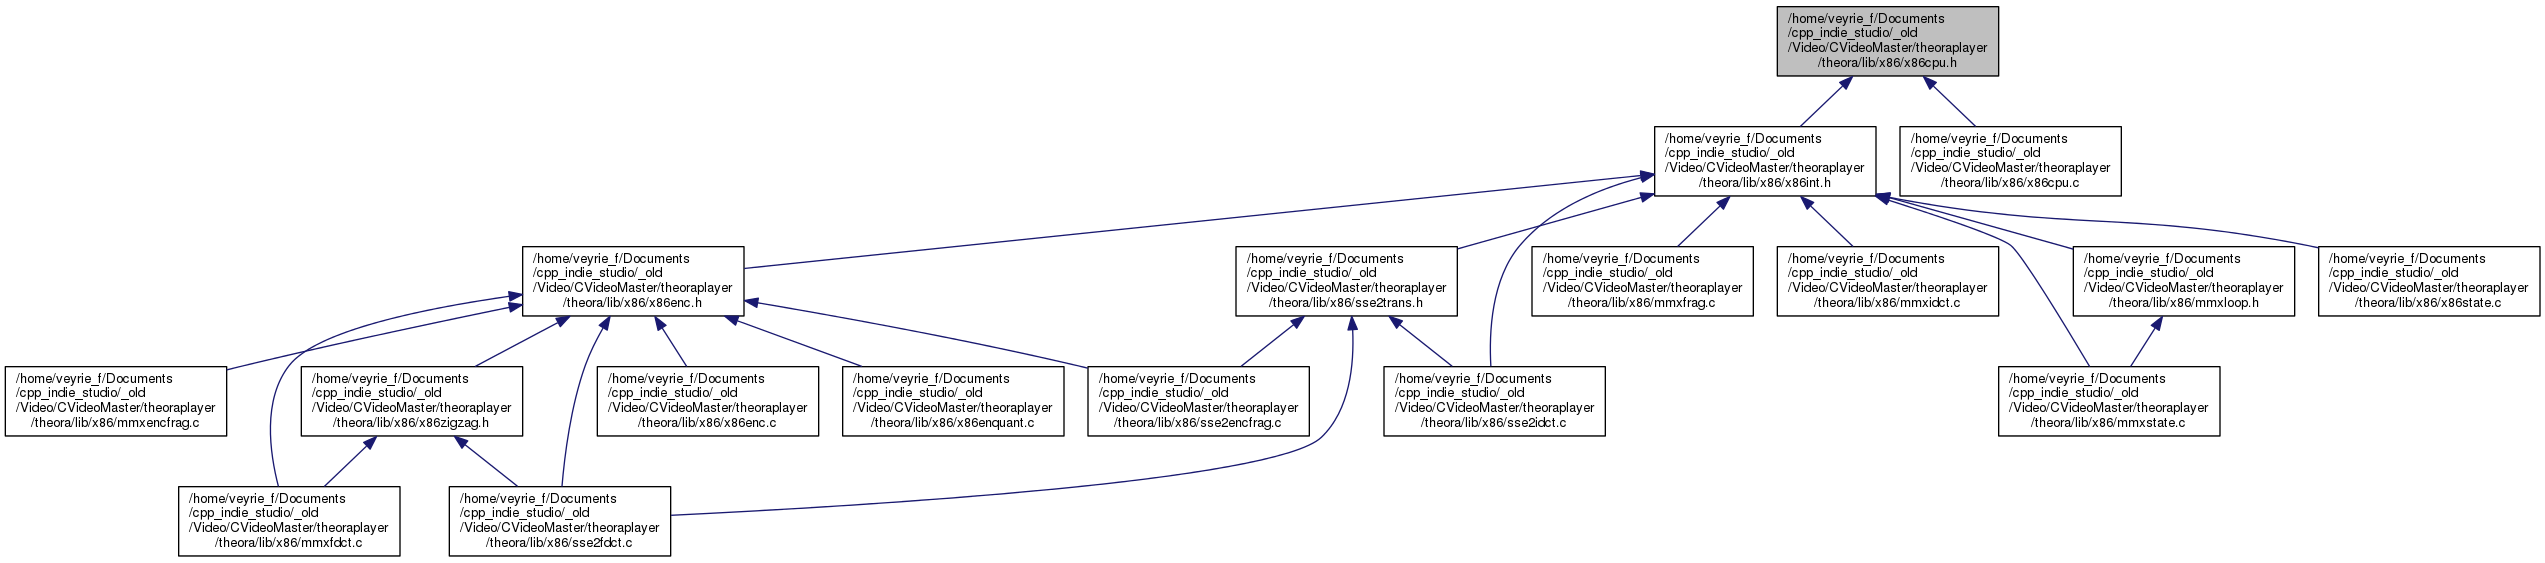 /home/veyrie_f/Documents
/cpp_indie_studio/_old
/Video/CVideoMaster/theoraplayer
/theora/lib/x86/x86cpu.h
/home/veyrie_f/Documents
/cpp_indie_studio/_old
/Video/CVideoMaster/theoraplayer
/theora/lib/x86/x86int.h
/home/veyrie_f/Documents
/cpp_indie_studio/_old
/Video/CVideoMaster/theoraplayer
/theora/lib/x86/x86cpu.c
/home/veyrie_f/Documents
/cpp_indie_studio/_old
/Video/CVideoMaster/theoraplayer
/theora/lib/x86/x86enc.h
/home/veyrie_f/Documents
/cpp_indie_studio/_old
/Video/CVideoMaster/theoraplayer
/theora/lib/x86/sse2trans.h
/home/veyrie_f/Documents
/cpp_indie_studio/_old
/Video/CVideoMaster/theoraplayer
/theora/lib/x86/mmxfrag.c
/home/veyrie_f/Documents
/cpp_indie_studio/_old
/Video/CVideoMaster/theoraplayer
/theora/lib/x86/mmxidct.c
/home/veyrie_f/Documents
/cpp_indie_studio/_old
/Video/CVideoMaster/theoraplayer
/theora/lib/x86/mmxloop.h
/home/veyrie_f/Documents
/cpp_indie_studio/_old
/Video/CVideoMaster/theoraplayer
/theora/lib/x86/x86state.c
/home/veyrie_f/Documents
/cpp_indie_studio/_old
/Video/CVideoMaster/theoraplayer
/theora/lib/x86/mmxencfrag.c
/home/veyrie_f/Documents
/cpp_indie_studio/_old
/Video/CVideoMaster/theoraplayer
/theora/lib/x86/x86zigzag.h
/home/veyrie_f/Documents
/cpp_indie_studio/_old
/Video/CVideoMaster/theoraplayer
/theora/lib/x86/x86enc.c
/home/veyrie_f/Documents
/cpp_indie_studio/_old
/Video/CVideoMaster/theoraplayer
/theora/lib/x86/x86enquant.c
/home/veyrie_f/Documents
/cpp_indie_studio/_old
/Video/CVideoMaster/theoraplayer
/theora/lib/x86/sse2encfrag.c
/home/veyrie_f/Documents
/cpp_indie_studio/_old
/Video/CVideoMaster/theoraplayer
/theora/lib/x86/sse2idct.c
/home/veyrie_f/Documents
/cpp_indie_studio/_old
/Video/CVideoMaster/theoraplayer
/theora/lib/x86/mmxstate.c
/home/veyrie_f/Documents
/cpp_indie_studio/_old
/Video/CVideoMaster/theoraplayer
/theora/lib/x86/mmxfdct.c
/home/veyrie_f/Documents
/cpp_indie_studio/_old
/Video/CVideoMaster/theoraplayer
/theora/lib/x86/sse2fdct.c